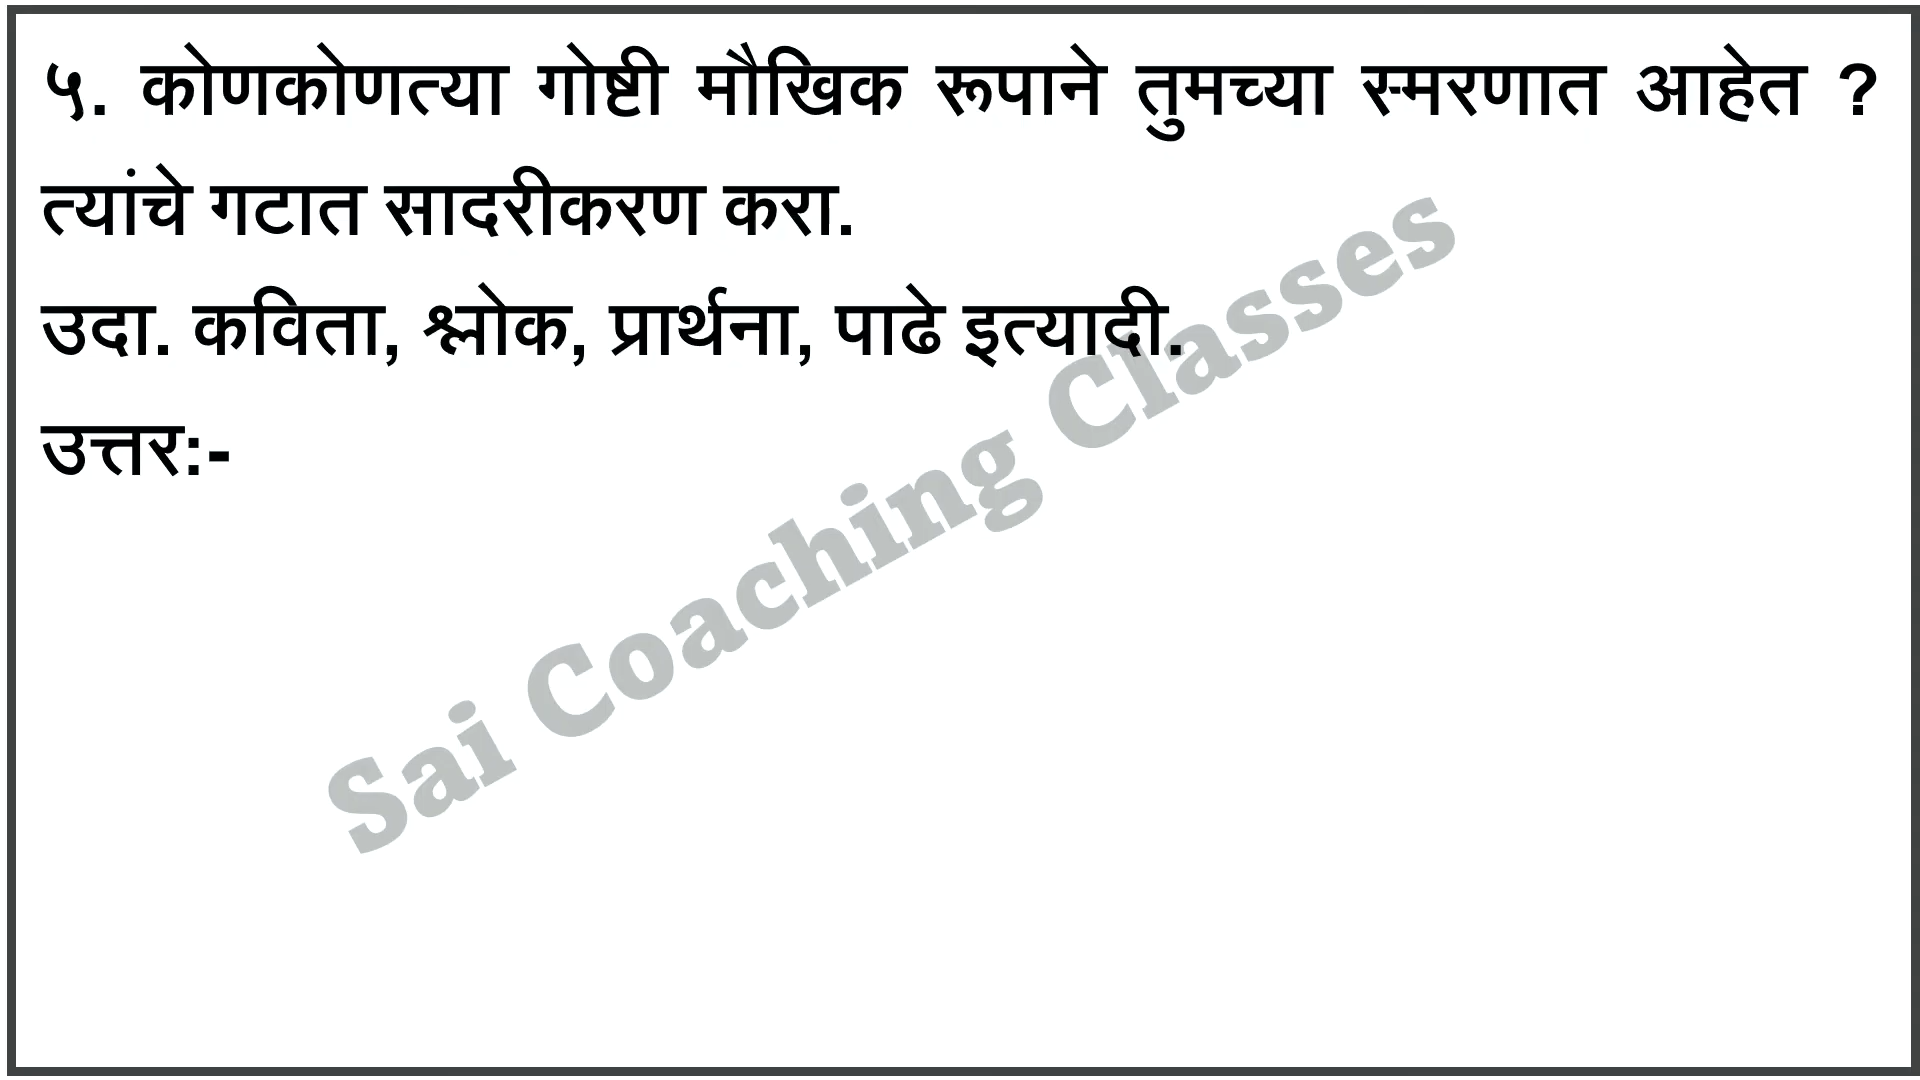 ५. कोणकोणत्या गोष्टी मौखिक रूपाने तुमच्या स्मरणात आहेत ?
त्यांचे गटात सादरीकरण करा.
उदा. कविता, श्लोक, प्रार्थना, पाढे इत्यादी.
उत्तर:-
Sai Coaching Classes